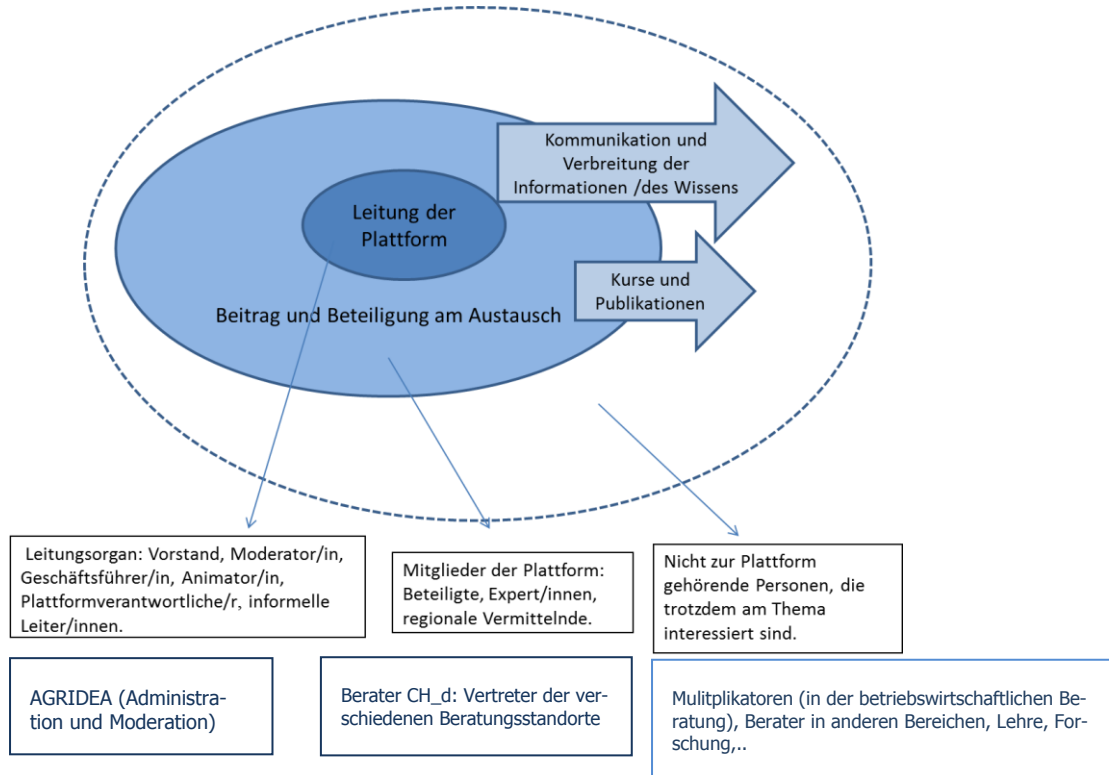 Kommunikation und
Verbreitung der
Informationen /des Wissens
Leitung der
Plattform
Kurse und
Publikationen
Beitrag und Beteiligung am Austausch
Leitungsorgan: Vorstand, Moderator/in,
Geschäftsführer/in, Animator/in,
Plattformverantwortliche/r, informelle
Leiter/innen.
Mitglieder der Plattform:
Beteiligte, Expert/innen,
regionale Vermittelnde.
Nicht zur Plattform
gehörende Personen, die
trotzdem am Thema
interessiert sind.
AGRIDEA (Administra-
tion und Moderation)
Berater CH_d: Vertreter der ver-
schiedenen Beratungsstandorte
Mulitplikatoren (in der betriebswirtschaftlichen Be-
ratung), Berater in anderen Bereichen, Lehre, For-
schung,..